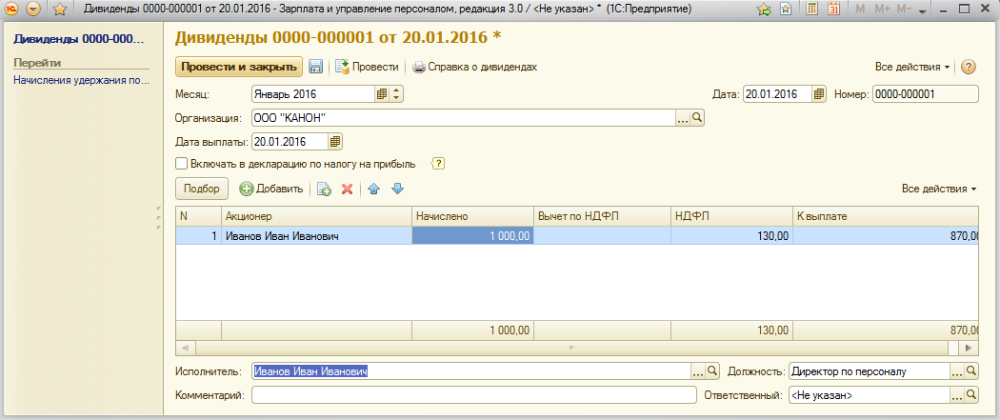 Дивиденды 0000-000001 от 20.01.2016 - Зарплата и управление персоналом, редакция 3.0 / <Не указан> * (1С:Предприятие) M M+ M-
Дивиденды 0000-000...
Перейти
Начисления удержания по...
Дивиденды 0000-000001 от 20.01.2016 *
Провести и закрыть Провести Справка о дивидендах Все действия ?
Месяц: Январь 2016 Дата: 20.01.2016 Номер: 0000-000001
Организация: ООО "КАНОН" ...
Дата выплаты: 20.01.2016
Включать в декларацию по налогу на прибыль ?
Подбор Добавить Все действия
N Акционер Начислено Вычет по НДФЛ НДФЛ К выплате
1 Иванов Иван Иванович 1 000,00 130,00 870,0
1 000,00 130,00 870,0
Исполнитель: Иванов Иван Иванович ... Должность: Директор по персоналу ...
Комментарий: Ответственный: <Не указан> ...